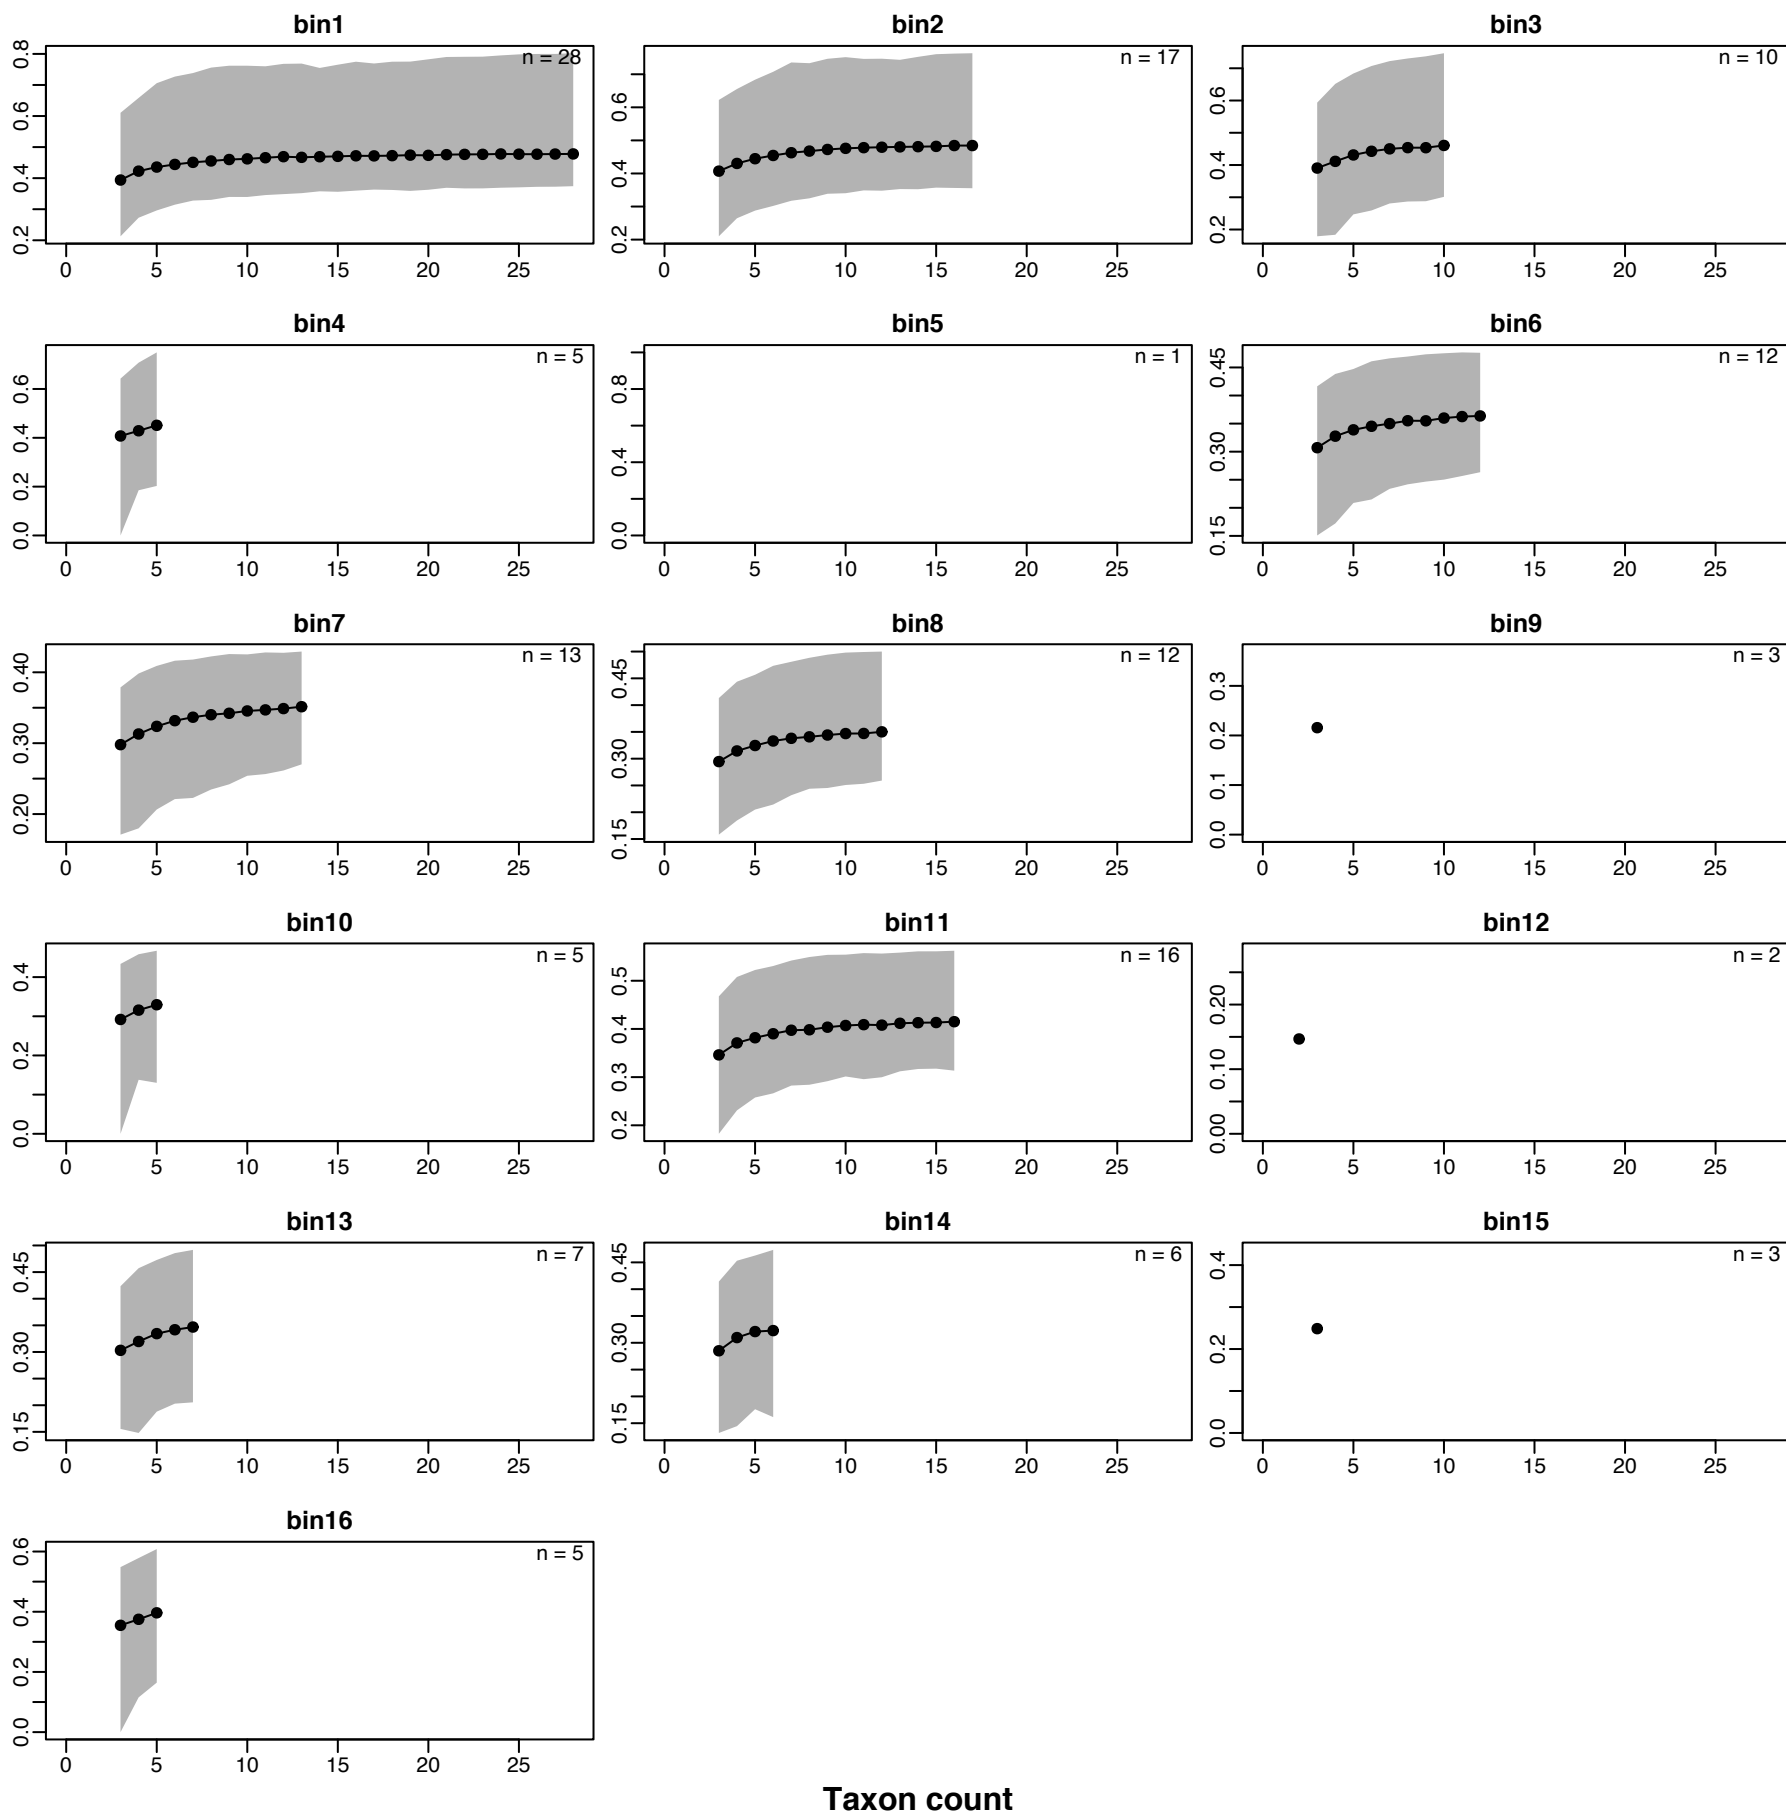 bin1 bin2 bin3
n = 28 n = 17 n = 10
0.2 0.4 0.6 0.8 0.2 0.4 0.6 0.2 0.4 0.6
0 5 10 15 20 25 0 5 10 15 20 25 0 5 10 15 20 25
bin4 bin5 bin6
n = 5 n = 1 n = 12
0.0 0.2 0.4 0.6 0.0 0.4 0.8 0.15 0.30 0.45
0 5 10 15 20 25 0 5 10 15 20 25 0 5 10 15 20 25
bin7 bin8 bin9
n = 13 n = 12 n = 3
0.20 0.30 0.40 0.15 0.30 0.45 0.0 0.1 0.2 0.3
0 5 10 15 20 25 0 5 10 15 20 25 0 5 10 15 20 25
bin10 bin11 bin12
n = 5 n = 16 n = 2
0.0 0.2 0.4 0.2 0.3 0.4 0.5 0.00 0.10 0.20
0 5 10 15 20 25 0 5 10 15 20 25 0 5 10 15 20 25
bin13 bin14 bin15
n = 7 n = 6 n = 3
0.15 0.30 0.45 0.15 0.30 0.45 0.0 0.2 0.4
0 5 10 15 20 25 0 5 10 15 20 25 0 5 10 15 20 25
bin16
n = 5
0.0 0.2 0.4 0.6
0 5 10 15 20 25
Taxon count